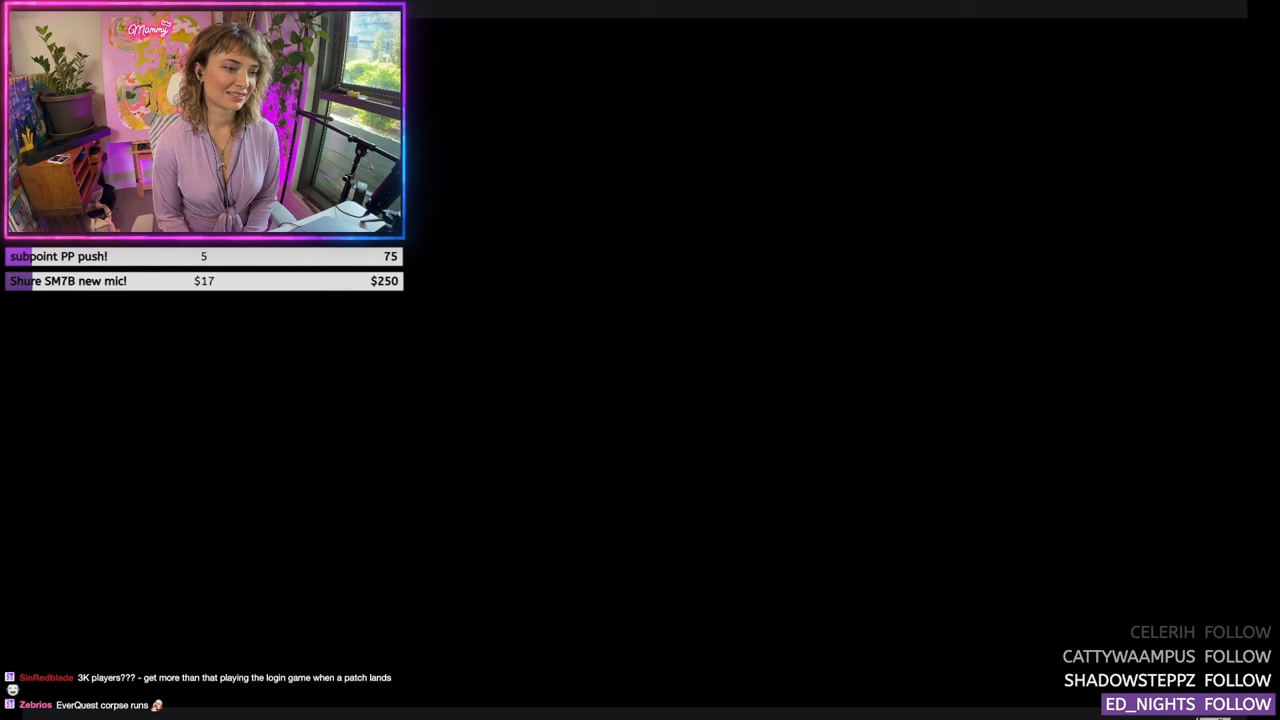 Mammy
subpoint PP push! 5 75
Shure SM7B new mic! $17 $250
CELERIH FOLLOW
CATTYWAAMPUS FOLLOW
SHADOWSTEPPZ FOLLOW
ED_NIGHTS FOLLOW
SinRedblade 3K players??? - get more than that playing the login game when a patch lands
Zebrios EverQuest corpse runs